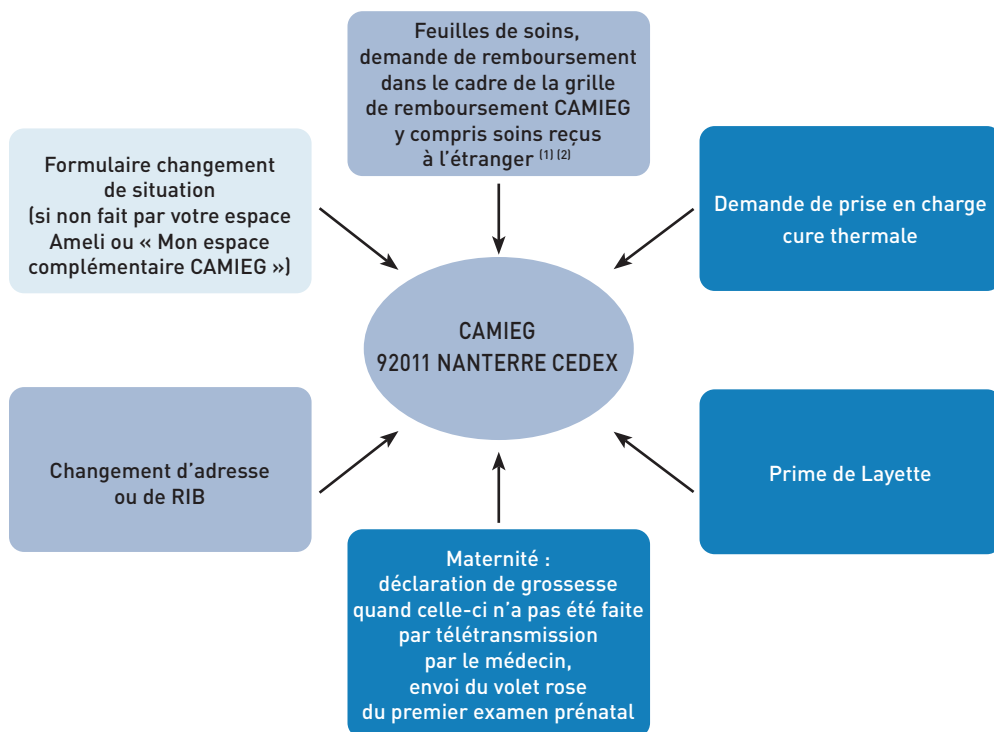 Feuilles de soins,
demande de remboursement
dans le cadre de la grille
de remboursement CAMIEG
y compris soins reçus
à l'étranger (1) (2)
Formulaire changement
de situation
(si non fait par votre espace
Ameli ou « Mon espace
complémentaire CAMIEG »)
Demande de prise en charge
cure thermale
CAMIEG
92011 NANTERRE CEDEX
Changement d'adresse
ou de RIB
Prime de Layette
Maternité :
déclaration de grossesse
quand celle-ci n'a pas été faite
par télétransmission
par le médecin,
envoi du volet rose
du premier examen prénatal